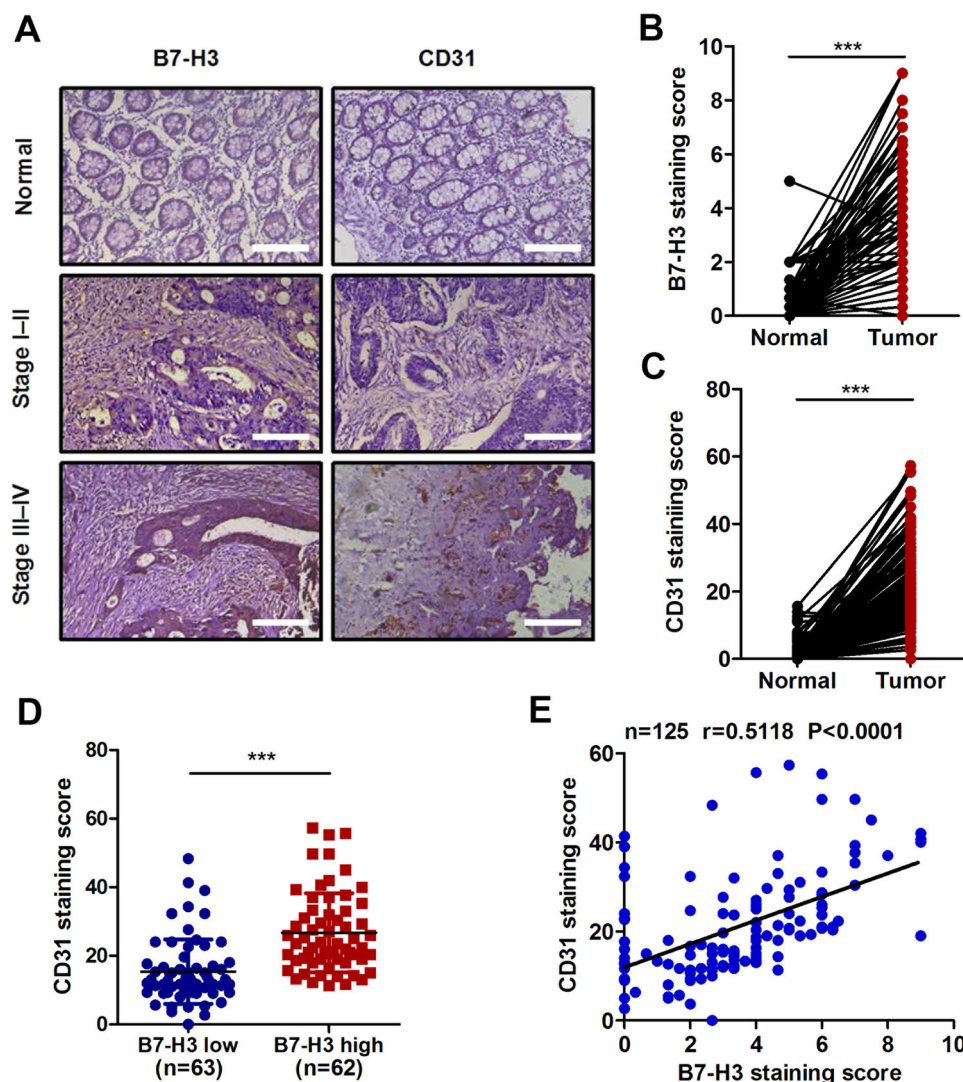 A
B7-H3
CD31
Normal
Stage I–II
Stage III–IV
B
***
B7-H3 staining score
10
8
6
4
2
0
Normal
Tumor
C
***
CD31 stainiing score
80
60
40
20
0
Normal
Tumor
D
***
CD31 staining score
80
60
40
20
0
B7-H3 low
(n=63)
B7-H3 high
(n=62)
E
n=125 r=0.5118 P<0.0001
CD31 staining score
60
40
20
0
0 2 4 6 8 10
B7-H3 staining score